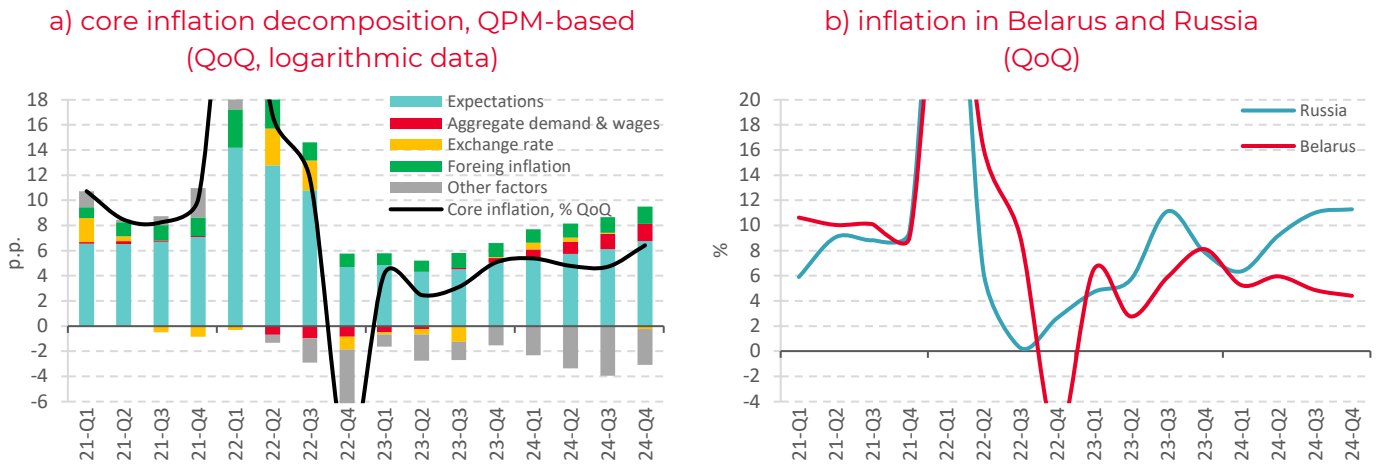 a) core inflation decomposition, QPM-based
(QoQ, logarithmic data)
18
16
14
12
10
8
6
4
2
0
-2
-4
-6
p.p.
Expectations
Aggregate demand & wages
Exchange rate
Foreing inflation
Other factors
Core inflation, % QoQ
21-Q1
21-Q2
21-Q3
21-Q4
22-Q1
22-Q2
22-Q3
22-Q4
23-Q1
23-Q2
23-Q3
23-Q4
24-Q1
24-Q2
24-Q3
24-Q4
b) inflation in Belarus and Russia
(QoQ)
20
18
16
14
12
10
8
6
4
2
0
-2
-4
%
Russia
Belarus
21-Q1
21-Q2
21-Q3
21-Q4
22-Q1
22-Q2
22-Q3
22-Q4
23-Q1
23-Q2
23-Q3
23-Q4
24-Q1
24-Q2
24-Q3
24-Q4